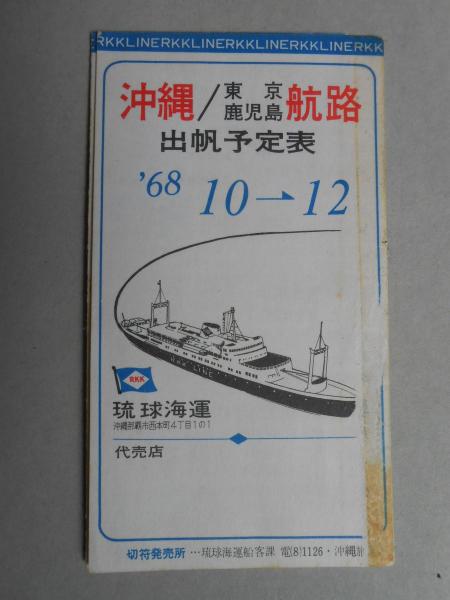 RKKLINERKKLINERKKLINERKKLINERKK
沖縄/東京鹿児島航路
出帆予定表
'68 10→12
RKK LINE
RKK
琉球海運
沖縄那覇市西本町4丁目1の1
代売店
切符発売所…琉球海運船客課 電(8)1126・沖縄